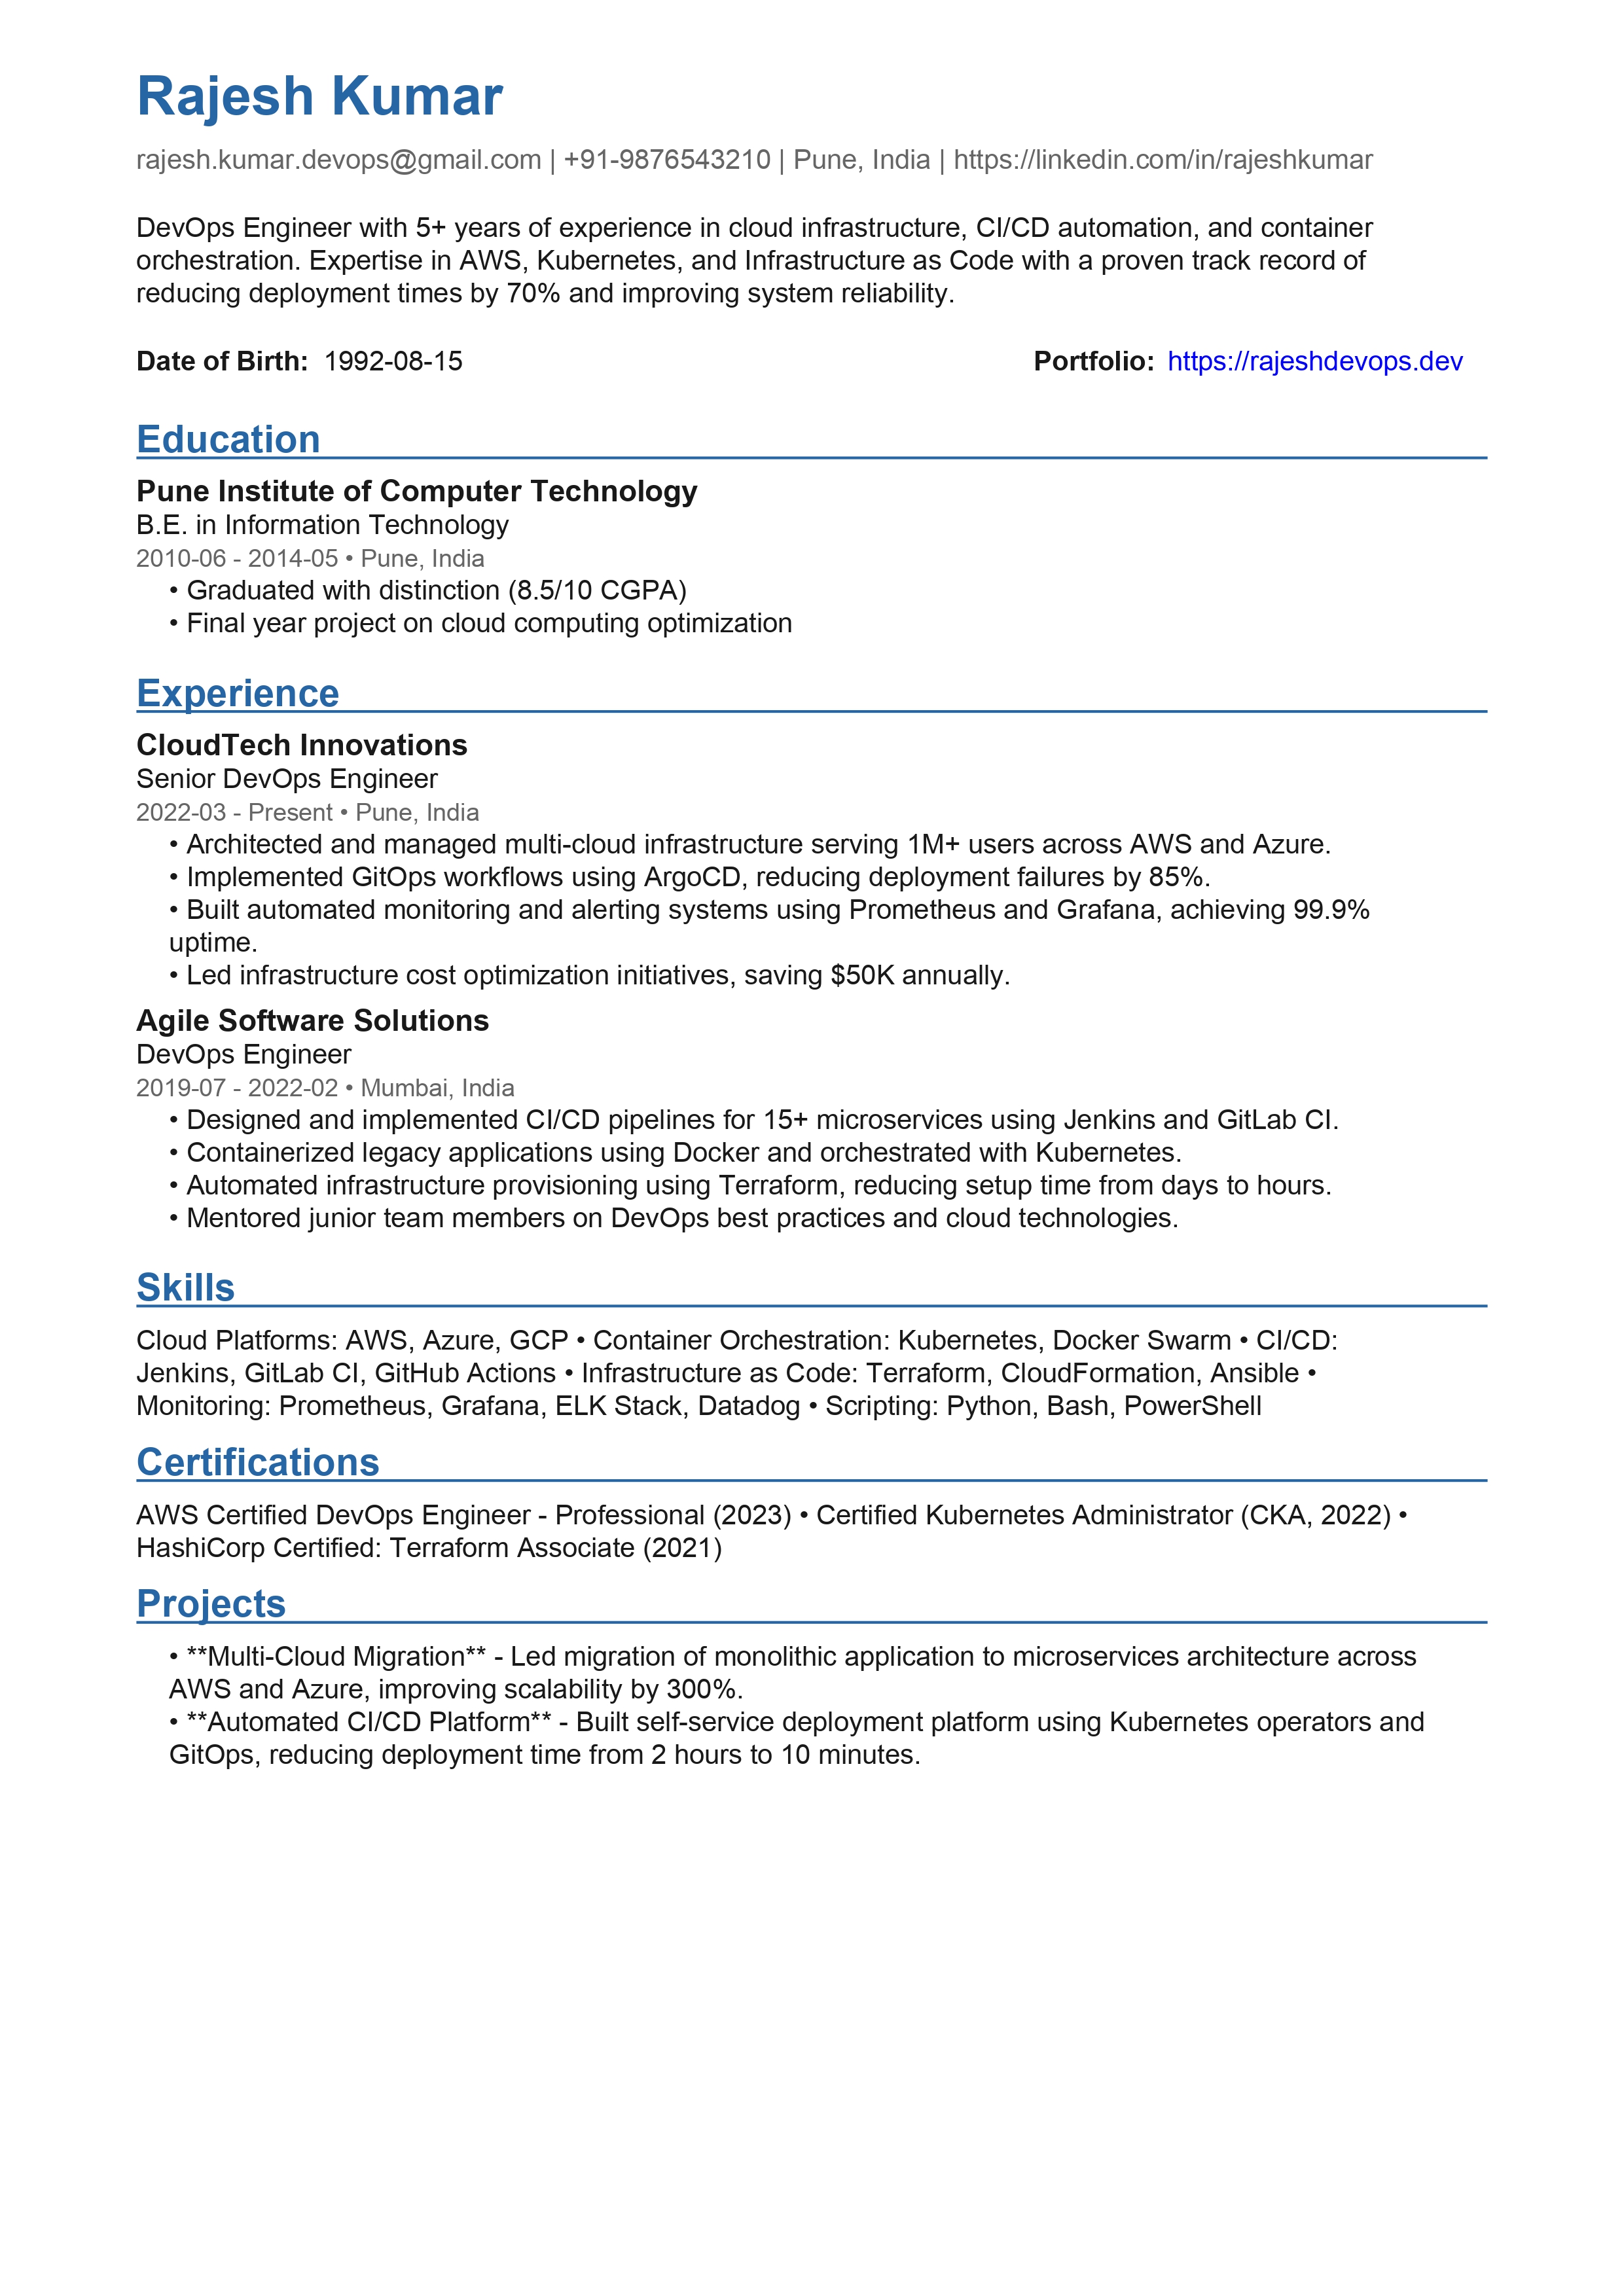 Rajesh Kumar
rajesh.kumar.devops@gmail.com | +91-9876543210 | Pune, India | https://linkedin.com/in/rajeshkumar
DevOps Engineer with 5+ years of experience in cloud infrastructure, CI/CD automation, and container
orchestration. Expertise in AWS, Kubernetes, and Infrastructure as Code with a proven track record of
reducing deployment times by 70% and improving system reliability.
Date of Birth: 1992-08-15 Portfolio: https://rajeshdevops.dev
Education
Pune Institute of Computer Technology
B.E. in Information Technology
2010-06 - 2014-05 • Pune, India
• Graduated with distinction (8.5/10 CGPA)
• Final year project on cloud computing optimization
Experience
CloudTech Innovations
Senior DevOps Engineer
2022-03 - Present • Pune, India
• Architected and managed multi-cloud infrastructure serving 1M+ users across AWS and Azure.
• Implemented GitOps workflows using ArgoCD, reducing deployment failures by 85%.
• Built automated monitoring and alerting systems using Prometheus and Grafana, achieving 99.9%
uptime.
• Led infrastructure cost optimization initiatives, saving $50K annually.
Agile Software Solutions
DevOps Engineer
2019-07 - 2022-02 • Mumbai, India
• Designed and implemented CI/CD pipelines for 15+ microservices using Jenkins and GitLab CI.
• Containerized legacy applications using Docker and orchestrated with Kubernetes.
• Automated infrastructure provisioning using Terraform, reducing setup time from days to hours.
• Mentored junior team members on DevOps best practices and cloud technologies.
Skills
Cloud Platforms: AWS, Azure, GCP • Container Orchestration: Kubernetes, Docker Swarm • CI/CD:
Jenkins, GitLab CI, GitHub Actions • Infrastructure as Code: Terraform, CloudFormation, Ansible •
Monitoring: Prometheus, Grafana, ELK Stack, Datadog • Scripting: Python, Bash, PowerShell
Certifications
AWS Certified DevOps Engineer - Professional (2023) • Certified Kubernetes Administrator (CKA, 2022) •
HashiCorp Certified: Terraform Associate (2021)
Projects
• **Multi-Cloud Migration** - Led migration of monolithic application to microservices architecture across
AWS and Azure, improving scalability by 300%.
• **Automated CI/CD Platform** - Built self-service deployment platform using Kubernetes operators and
GitOps, reducing deployment time from 2 hours to 10 minutes.